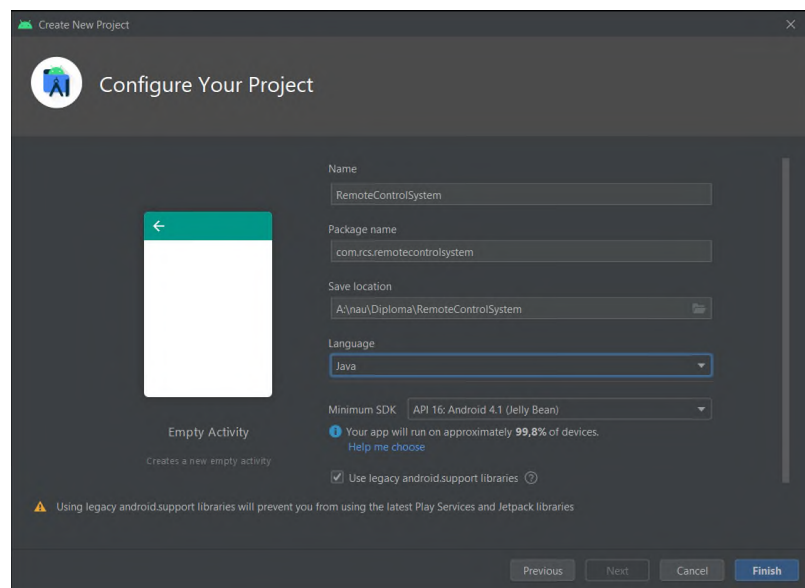 Create New Project
Configure Your Project
Name
RemoteControlSystem
Package name
com.rcs.remotecontrolsystem
Save location
A:\nau\Diploma\RemoteControlSystem
Language
Java
Minimum SDK API 16: Android 4.1 (Jelly Bean)
Your app will run on approximately 99,8% of devices.
Help me choose
Use legacy android.support libraries
Empty Activity
Creates a new empty activity
Using legacy android.support libraries will prevent you from using the latest Play Services and Jetpack libraries
Previous Next Cancel Finish